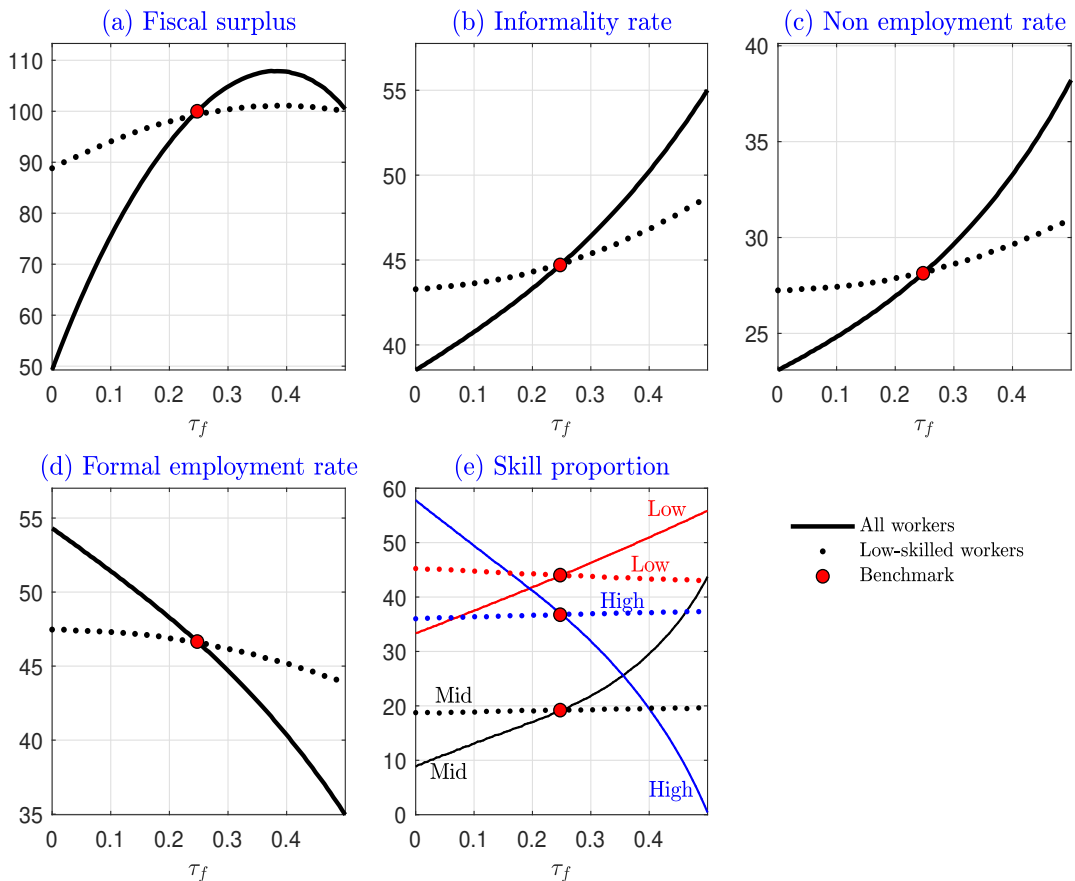 (a) Fiscal surplus
110
100
90
80
70
60
50
0 0.1 0.2 0.3 0.4
τf
(b) Informality rate
55
50
45
40
0 0.1 0.2 0.3 0.4
τf
(c) Non employment rate
40
35
30
25
0 0.1 0.2 0.3 0.4
τf
(d) Formal employment rate
55
50
45
40
35
0 0.1 0.2 0.3 0.4
τf
(e) Skill proportion
60
50
40
30
20
10
0
Low
Low
High
Mid
Mid
High
0 0.1 0.2 0.3 0.4
τf
All workers
Low-skilled workers
Benchmark